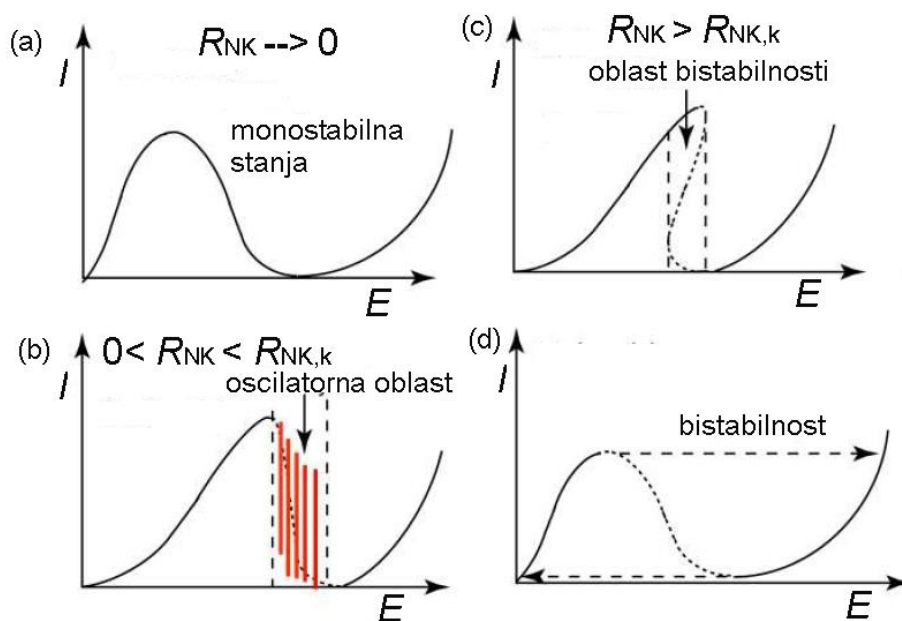 (a)
R_NK --> 0
I
monostabilna
stanja
E
(b)
0< R_NK < R_NK,k
oscilatorna oblast
I
E
(c)
R_NK > R_NK,k
oblast bistabilnosti
I
E
(d)
I
bistabilnost
E